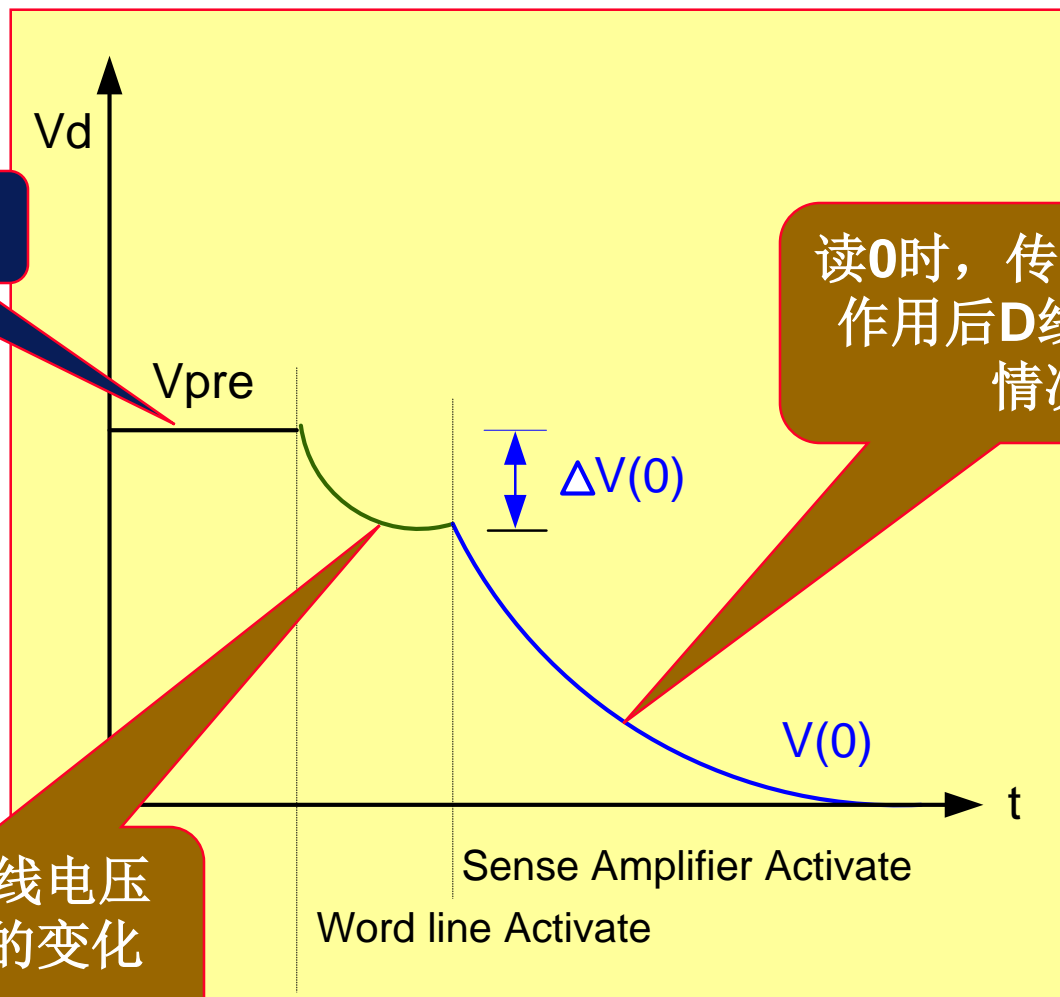 Vd
读0时，传
作用后D线
情况
Vpre
ΔV(0)
V(0)
t
线电压
的变化
Sense Amplifier Activate
Word line Activate